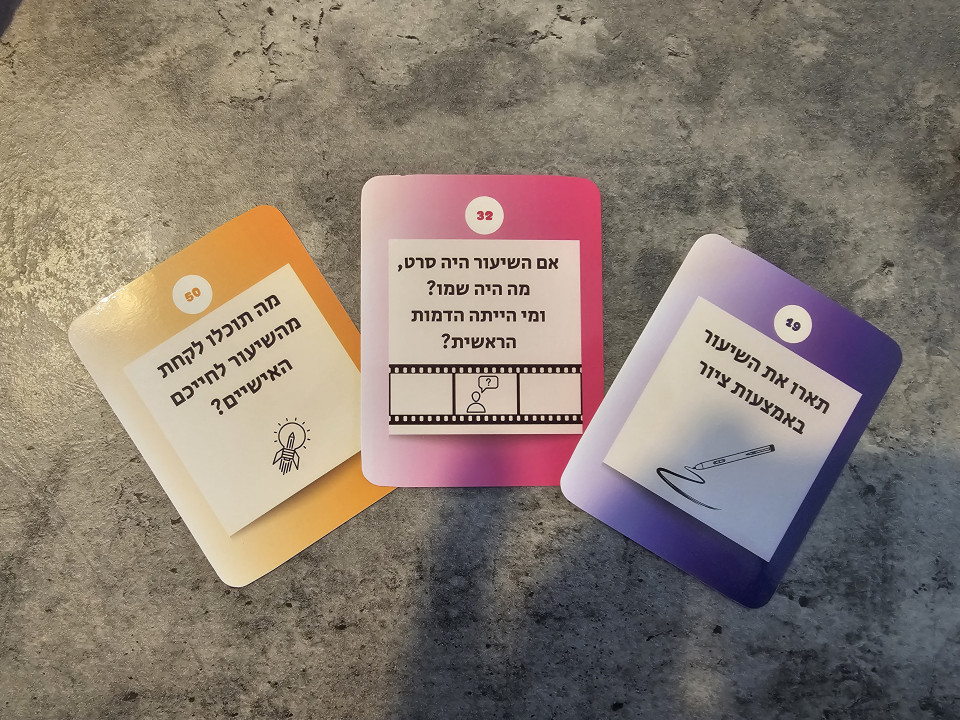 50
מה תוכלו לקחת
מהשיעור לחייכם
האישיים?
32
אם השיעור היה סרט,
מה היה שמו?
ומי הייתה הדמות
הראשית?
?
19
תארו את השיעור
באמצעות ציור